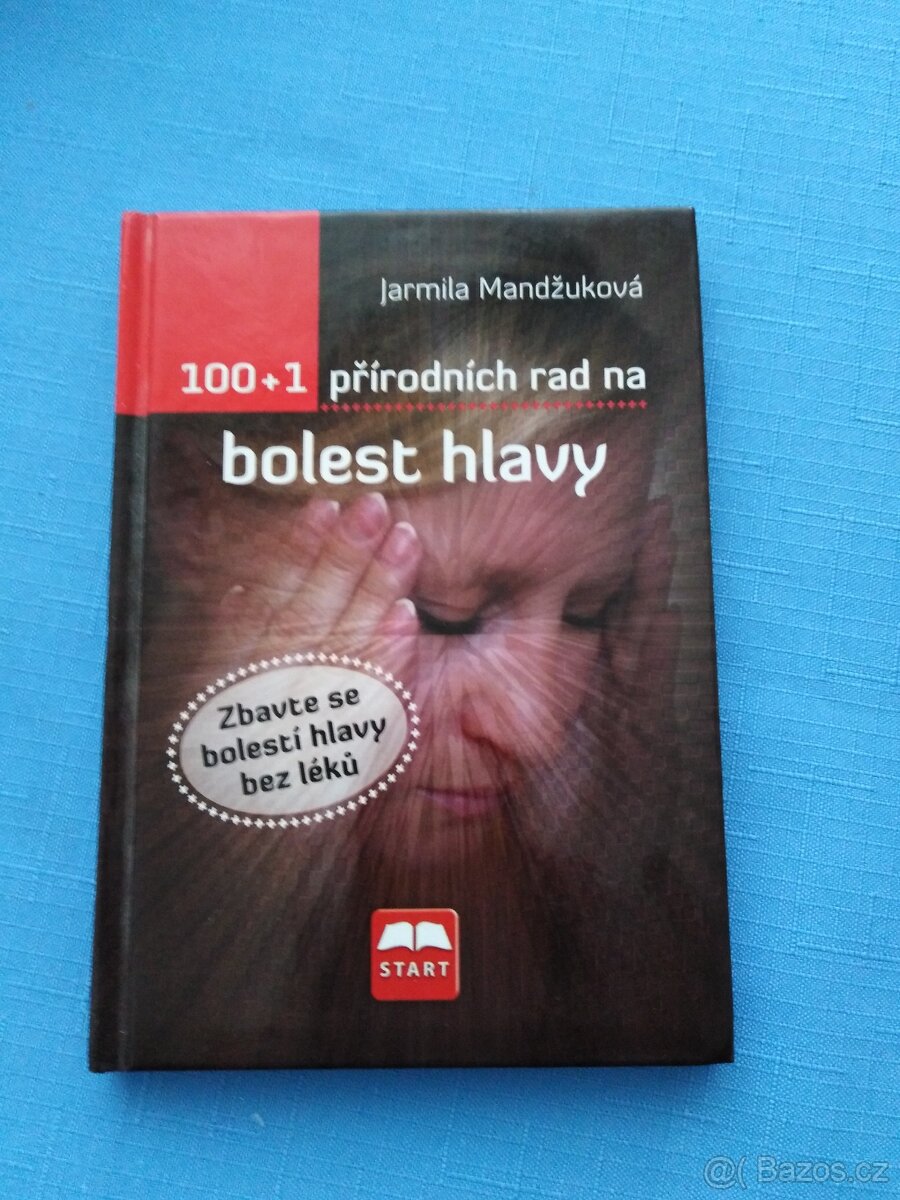 Jarmila Mandžuková
100+1 přírodních rad na
bolest hlavy
Zbavte se
bolestí hlavy
bez léků
START
@( Bazos.cz